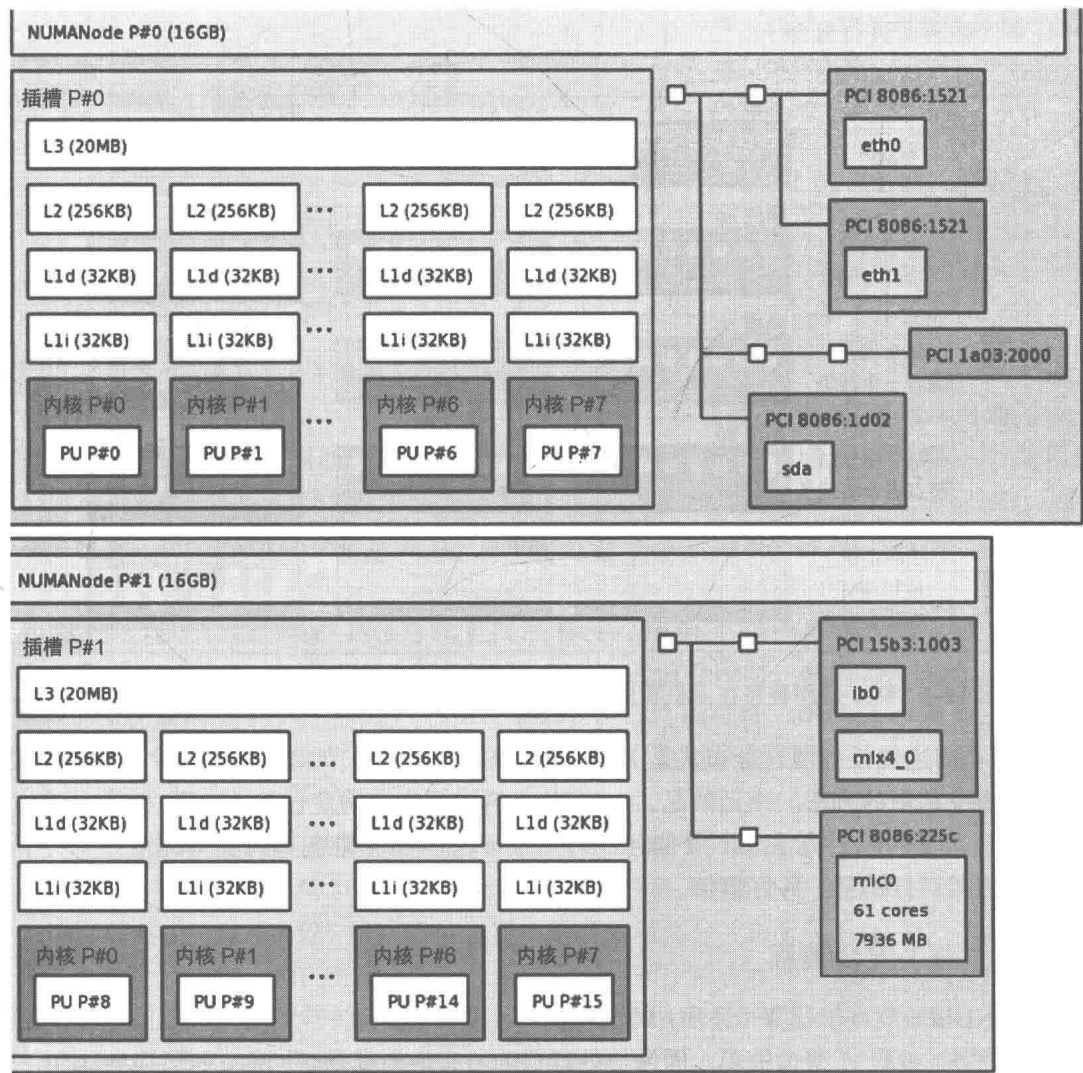 NUMANode P#0 (16GB)
插槽 P#0
L3 (20MB)
L2 (256KB) L2 (256KB) ••• L2 (256KB) L2 (256KB)
L1d (32KB) L1d (32KB) ••• L1d (32KB) L1d (32KB)
L1i (32KB) L1i (32KB) ••• L1i (32KB) L1i (32KB)
内核 P#0 内核 P#1 ••• 内核 P#6 内核 P#7
PU P#0 PU P#1 PU P#6 PU P#7
PCI 8086:1521
eth0
PCI 8086:1521
eth1
PCI 1a03:2000
PCI 8086:1d02
sda
NUMANode P#1 (16GB)
插槽 P#1
L3 (20MB)
L2 (256KB) L2 (256KB) ••• L2 (256KB) L2 (256KB)
L1d (32KB) L1d (32KB) ••• L1d (32KB) L1d (32KB)
L1i (32KB) L1i (32KB) ••• L1i (32KB) L1i (32KB)
内核 P#0 内核 P#1 ••• 内核 P#6 内核 P#7
PU P#8 PU P#9 PU P#14 PU P#15
PCI 15b3:1003
ib0
mlx4_0
PCI 8086:225c
mic0
61 cores
7936 MB